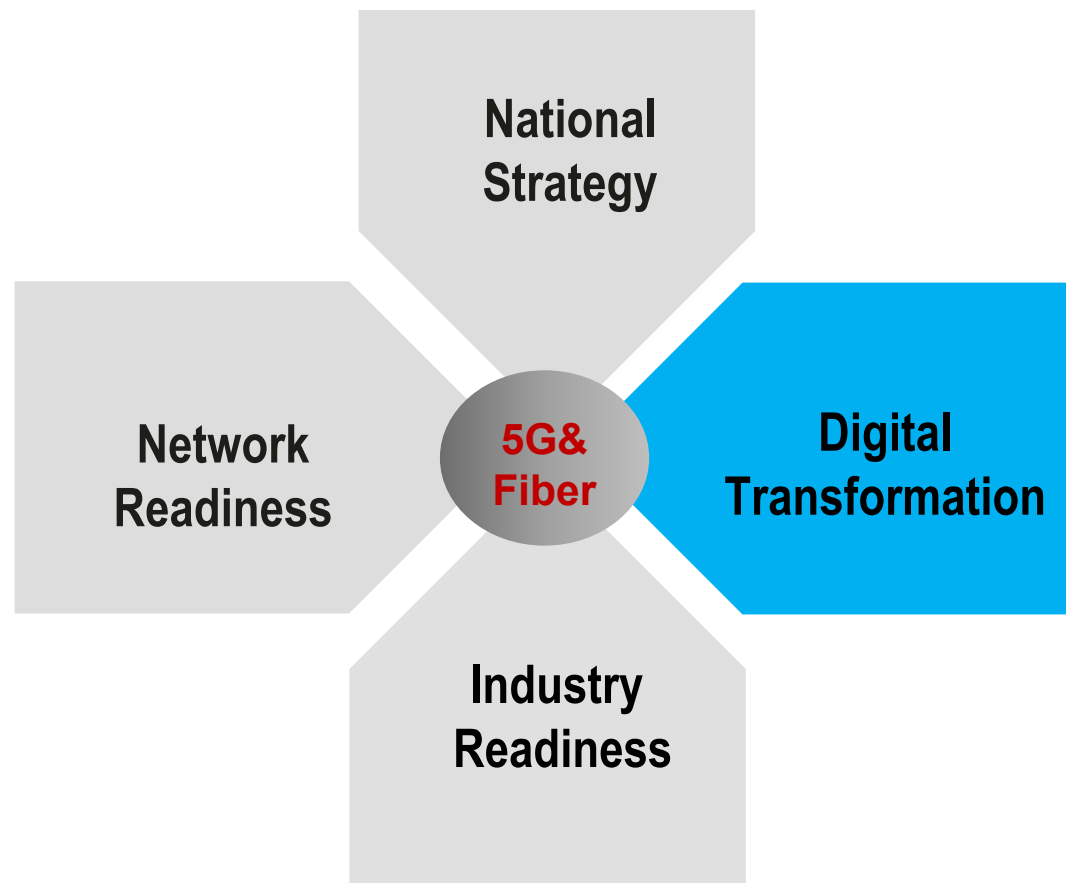 National
Strategy
Network
Readiness
5G&
Fiber
Digital
Transformation
Industry
Readiness